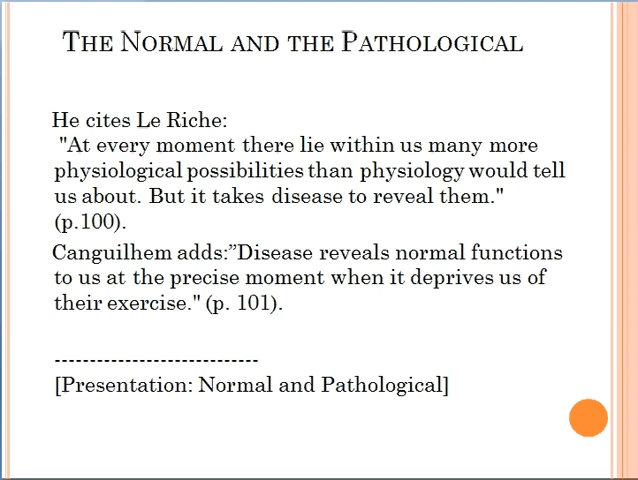 THE NORMAL AND THE PATHOLOGICAL
He cites Le Riche:
"At every moment there lie within us many more
physiological possibilities than physiology would tell
us about. But it takes disease to reveal them."
(p.100).
Canguilhem adds:”Disease reveals normal functions
to us at the precise moment when it deprives us of
their exercise." (p. 101).
-----------------------------
[Presentation: Normal and Pathological]